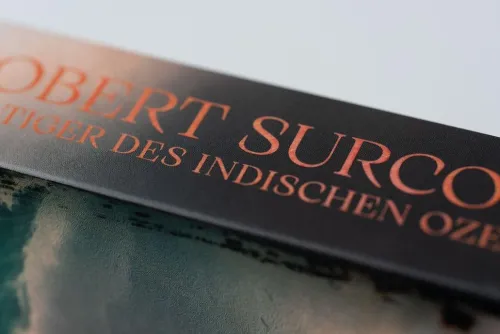 OBERT SURCO
TIGER DES INDISCHEN OZE